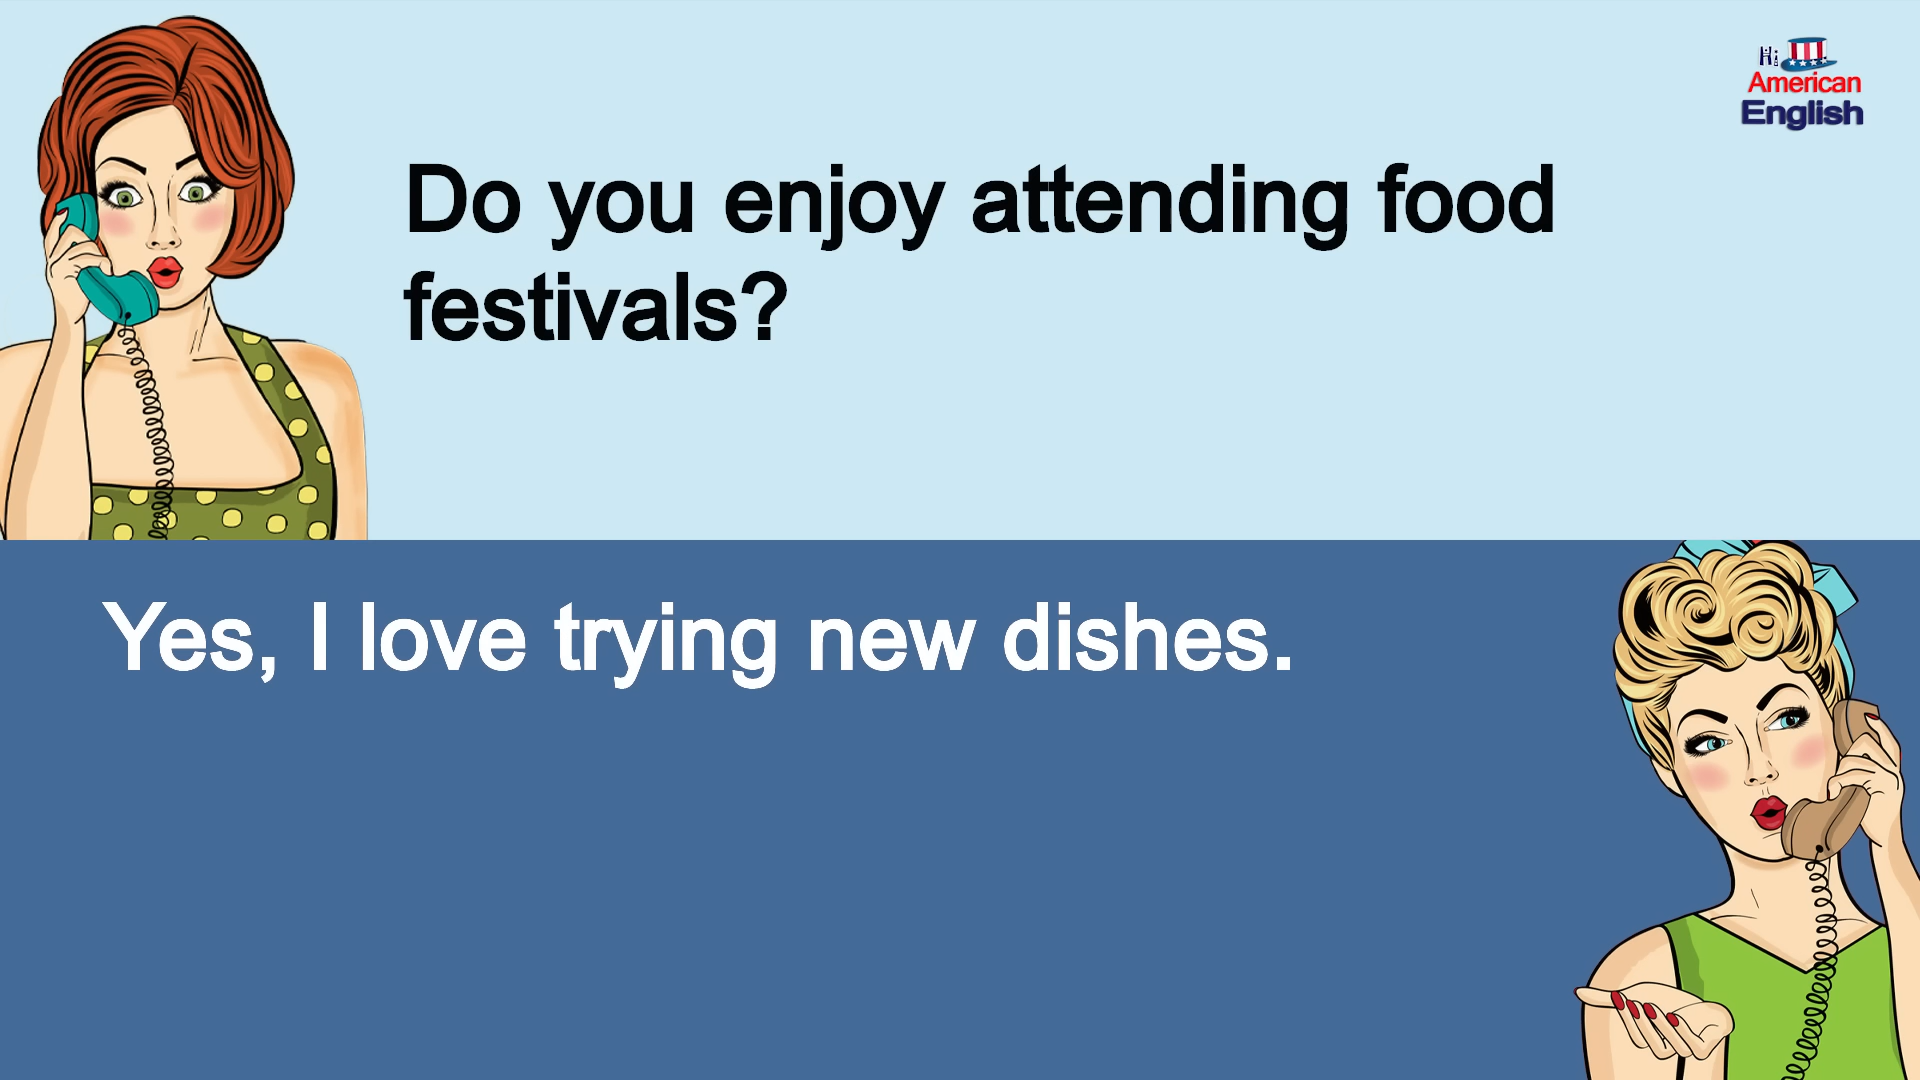 Hi
American
English
Do you enjoy attending food
festivals?
Yes, I love trying new dishes.